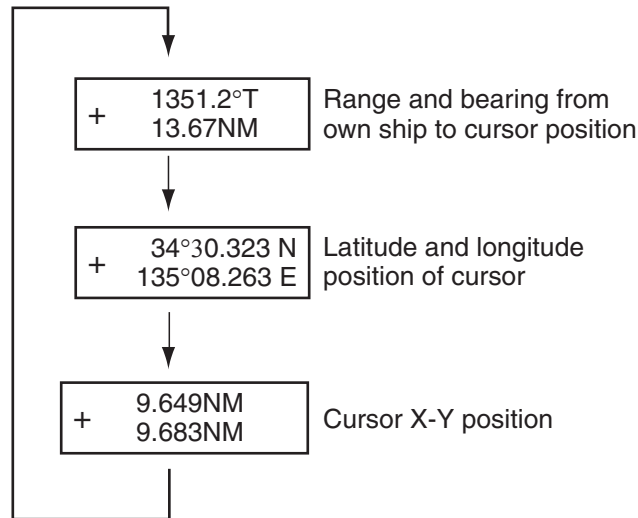 + 1351.2°T
13.67NM
Range and bearing from
own ship to cursor position
+ 34°30.323 N
135°08.263 E
Latitude and longitude
position of cursor
+ 9.649NM
9.683NM
Cursor X-Y position